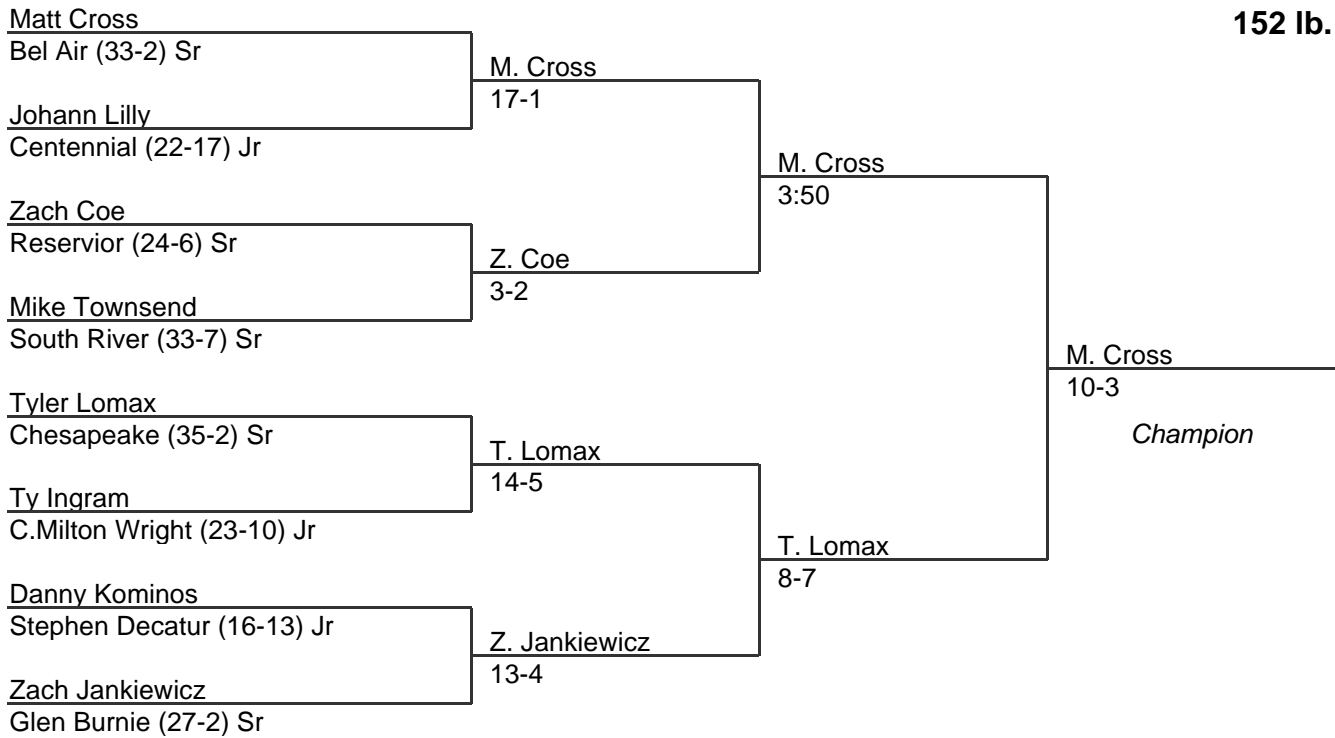 Matt Cross
152 lb.
Bel Air (33-2) Sr
M. Cross
17-1
Johann Lilly
Centennial (22-17) Jr
M. Cross
3:50
Zach Coe
Reservior (24-6) Sr
Z. Coe
3-2
Mike Townsend
South River (33-7) Sr
M. Cross
10-3
Champion
Tyler Lomax
Chesapeake (35-2) Sr
T. Lomax
14-5
Ty Ingram
C.Milton Wright (23-10) Jr
T. Lomax
8-7
Danny Kominos
Stephen Decatur (16-13) Jr
Z. Jankiewicz
13-4
Zach Jankiewicz
Glen Burnie (27-2) Sr